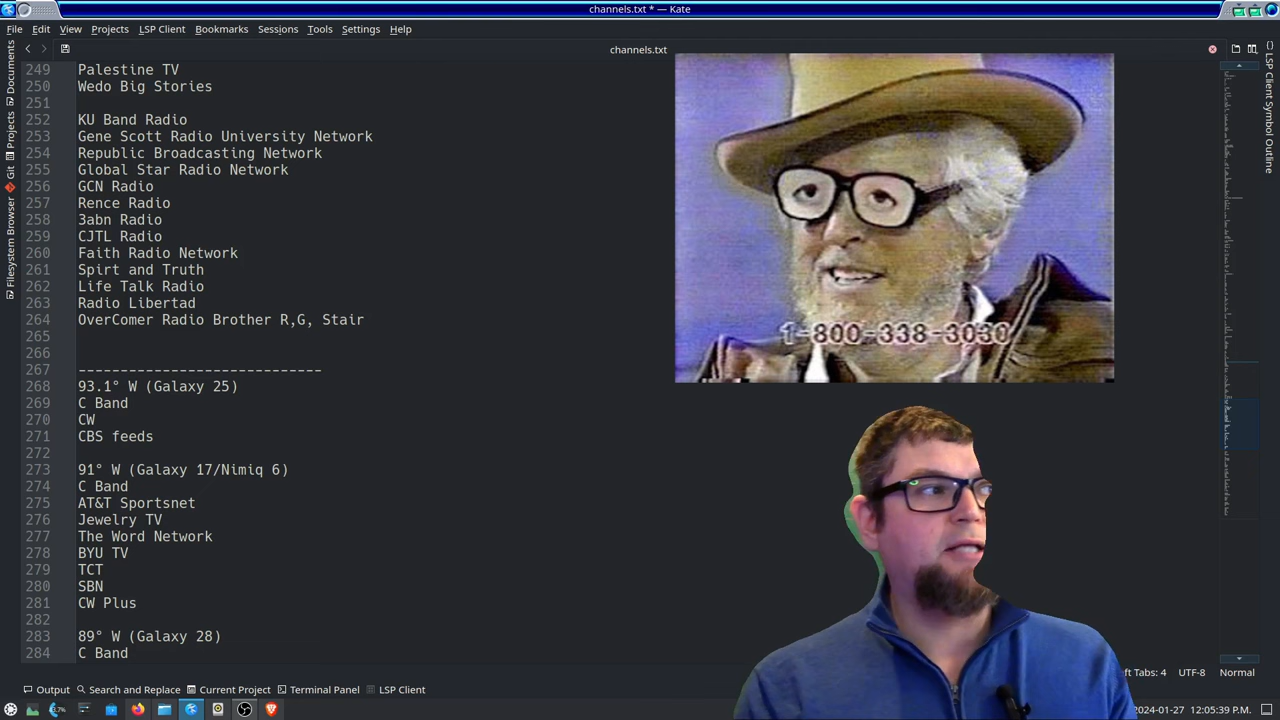 channels.txt * — Kate
File Edit View Projects LSP Client Bookmarks Sessions Tools Settings Help
channels.txt
Documents
Projects
Git
Filesystem Browser
LSP Client Symbol Outline
249 Palestine TV
250 Wedo Big Stories
251
252 KU Band Radio
253 Gene Scott Radio University Network
254 Republic Broadcasting Network
255 Global Star Radio Network
256 GCN Radio
257 Rence Radio
258 3abn Radio
259 CJTL Radio
260 Faith Radio Network
261 Spirt and Truth
262 Life Talk Radio
263 Radio Libertad
264 OverComer Radio Brother R,G, Stair
265
266
267 -----------------------------
268 93.1° W (Galaxy 25)
269 C Band
270 CW
271 CBS feeds
272
273 91° W (Galaxy 17/Nimiq 6)
274 C Band
275 AT&T Sportsnet
276 Jewelry TV
277 The Word Network
278 BYU TV
279 TCT
280 SBN
281 CW Plus
282
283 89° W (Galaxy 28)
284 C Band
1-800-338-3030
Tabs: 4 UTF-8 Normal
Output Search and Replace Current Project Terminal Panel LSP Client
2024-01-27 12:05:39 P.M.